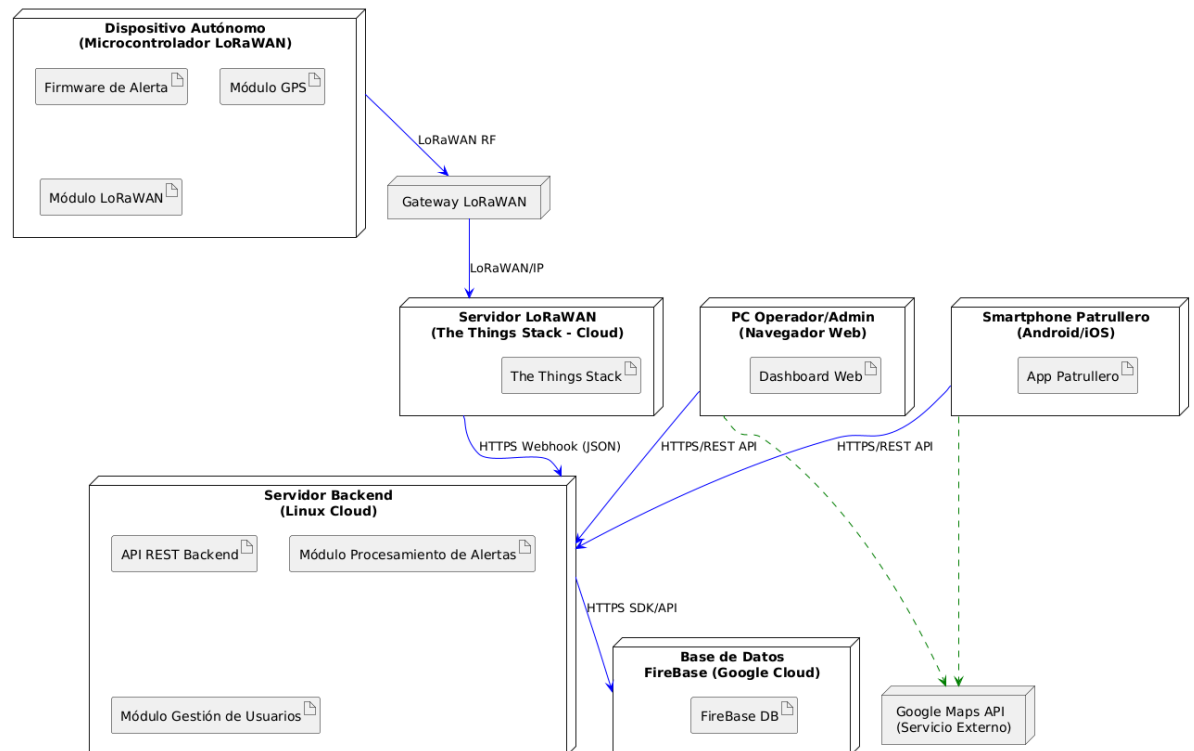 Dispositivo Autónomo
(Microcontrolador LoRaWAN)
Firmware de Alerta
Módulo GPS
Módulo LoRaWAN
LoRaWAN RF
Gateway LoRaWAN
LoRaWAN/IP
Servidor LoRaWAN
(The Things Stack - Cloud)
The Things Stack
PC Operador/Admin
(Navegador Web)
Dashboard Web
Smartphone Patrullero
(Android/iOS)
App Patrullero
HTTPS Webhook (JSON)
HTTPS/REST API
HTTPS/REST API
Servidor Backend
(Linux Cloud)
API REST Backend
Módulo Procesamiento de Alertas
Módulo Gestión de Usuarios
HTTPS SDK/API
Base de Datos
FireBase (Google Cloud)
FireBase DB
Google Maps API
(Servicio Externo)